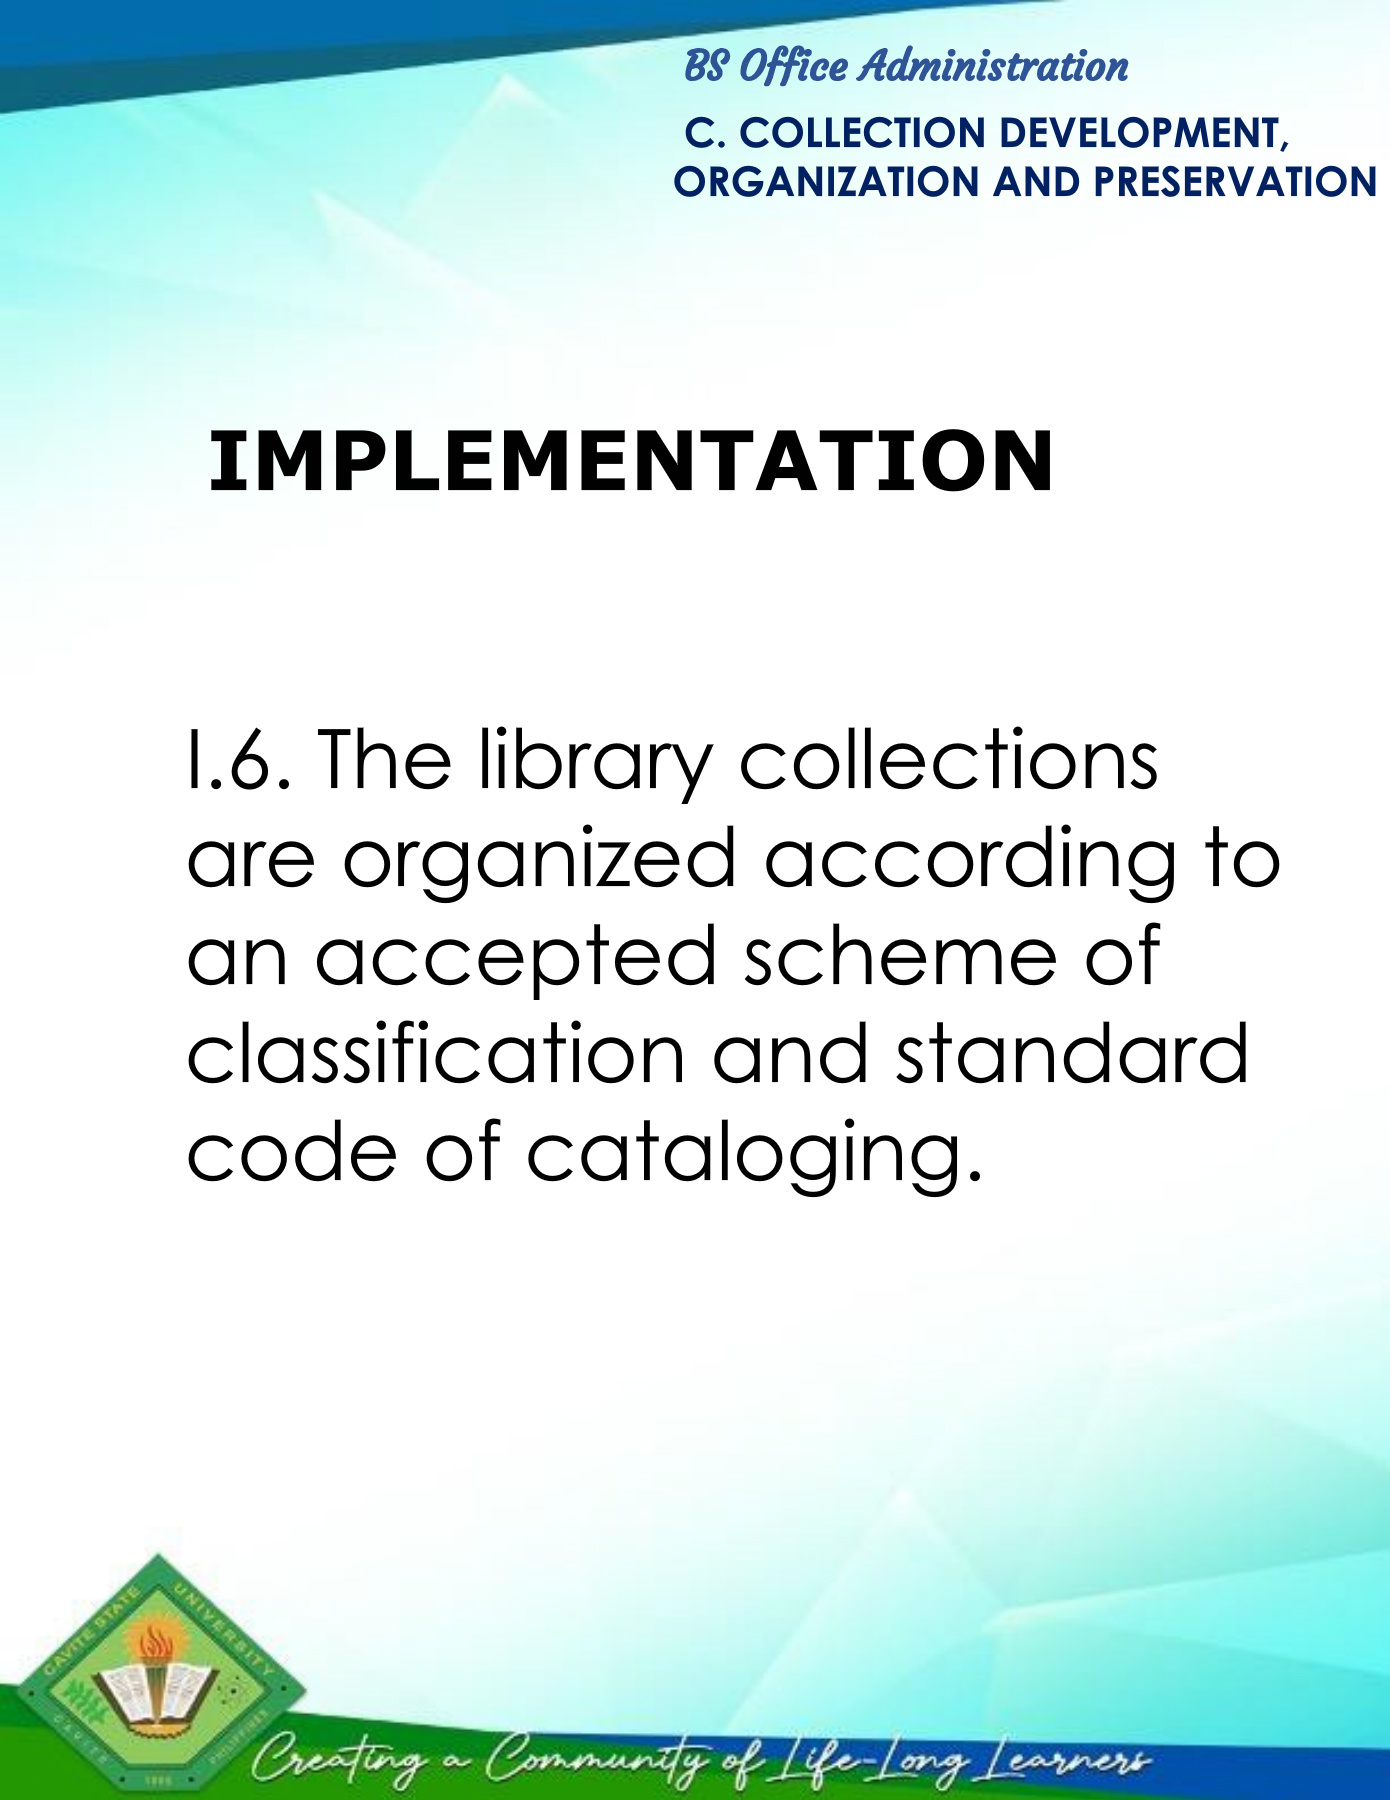 BS Office Administration
C. COLLECTION DEVELOPMENT,
ORGANIZATION AND PRESERVATION
IMPLEMENTATION
I.6. The library collections
are organized according to
an accepted scheme of
classification and standard
code of cataloging.
CAVITE STATE UNIVERSITY
CAVITE
PHILIPPINES
Creating a Community of Life-Long Learners